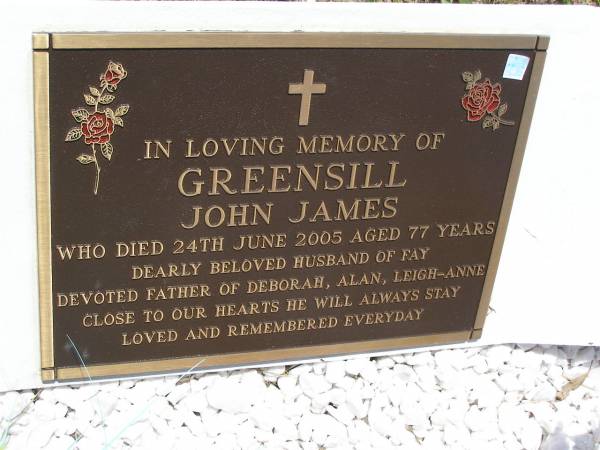 IN LOVING MEMORY OF
GREENSILL
JOHN JAMES
WHO DIED 24TH JUNE 2005 AGED 77 YEARS
DEARLY BELOVED HUSBAND OF FAY
DEVOTED FATHER OF DEBORAH, ALAN, LEIGH-ANNE
CLOSE TO OUR HEARTS HE WILL ALWAYS STAY
LOVED AND REMEMBERED EVERYDAY